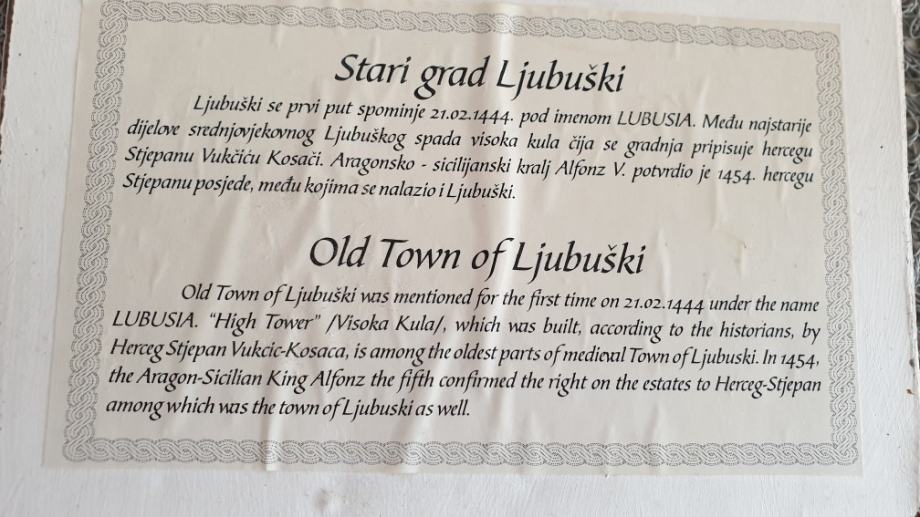 Stari grad Ljubuški
Ljubuški se prvi put spominje 21.02.1444. pod imenom LUBUSIA. Među najstarije
dijelove srednjovjekovnog Ljubuškog spada visoka kula čija se gradnja pripisuje hercegu
Stjepanu Vukčiću Kosači. Aragonsko - sicilijanski kralj Alfonz V. potvrdio je 1454. hercegu
Stjepanu posjede, među kojima se nalazio i Ljubuški.
Old Town of Ljubuški
Old Town of Ljubuški was mentioned for the first time on 21.02.1444 under the name
LUBUSIA. "High Tower" /Visoka Kula/, which was built, according to the historians, by
Herceg Stjepan Vukcic-Kosaca, is among the oldest parts of medieval Town of Ljubuski. In 1454,
the Aragon-Sicilian King Alfonz the fifth confirmed the right on the estates to Herceg-Stjepan
among which was the town of Ljubuski as well.